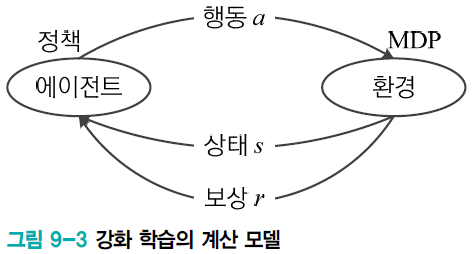 행동 a
정책
MDP
에이전트
환경
상태 s
보상 r
그림 9-3 강화 학습의 계산 모델